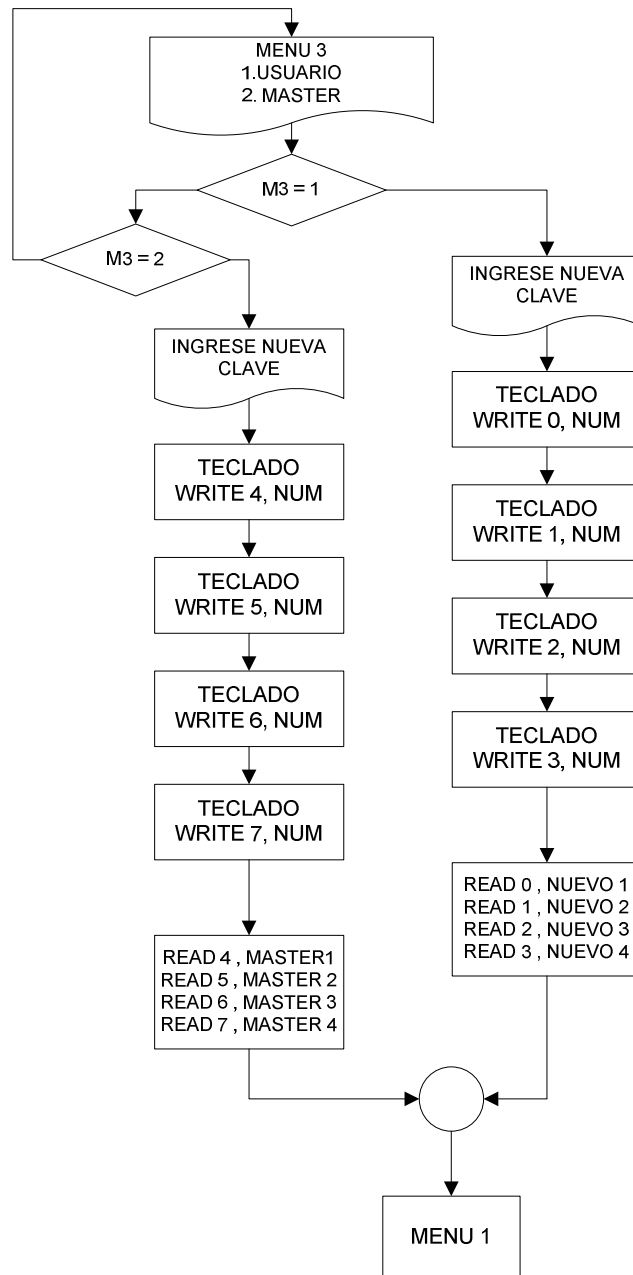 MENU 3
1.USUARIO
2. MASTER
M3 = 1
M3 = 2
INGRESE NUEVA
CLAVE
TECLADO
WRITE 4, NUM
TECLADO
WRITE 5, NUM
TECLADO
WRITE 6, NUM
TECLADO
WRITE 7, NUM
READ 4 , MASTER1
READ 5 , MASTER 2
READ 6 , MASTER 3
READ 7 , MASTER 4
INGRESE NUEVA
CLAVE
TECLADO
WRITE 0, NUM
TECLADO
WRITE 1, NUM
TECLADO
WRITE 2, NUM
TECLADO
WRITE 3, NUM
READ 0 , NUEVO 1
READ 1 , NUEVO 2
READ 2 , NUEVO 3
READ 3 , NUEVO 4
MENU 1